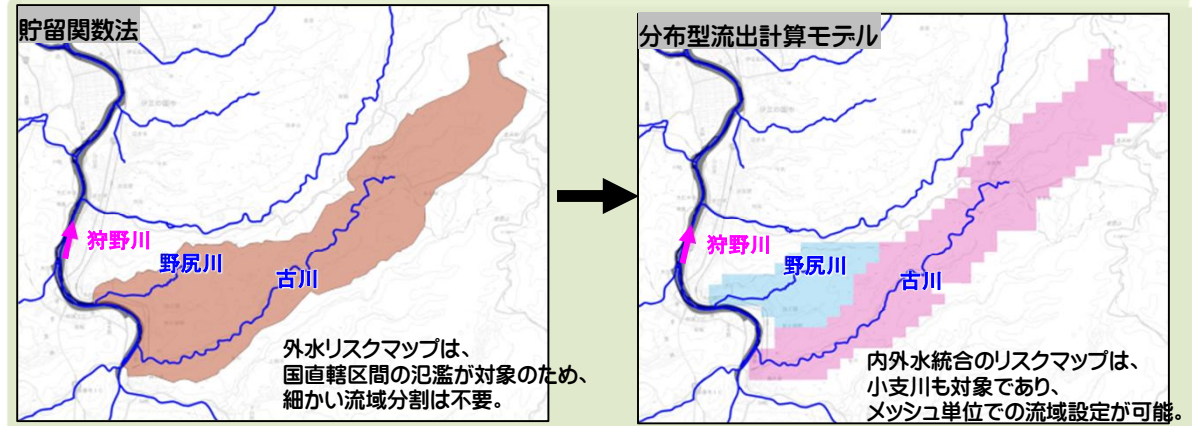 貯留関数法
狩野川
野尻川
古川
外水リスクマップは、
国直轄区間の氾濫が対象のため、
細かい流域分割は不要。
分布型流出計算モデル
狩野川
野尻川
古川
内外水統合のリスクマップは、
小支川も対象であり、
メッシュ単位での流域設定が可能。